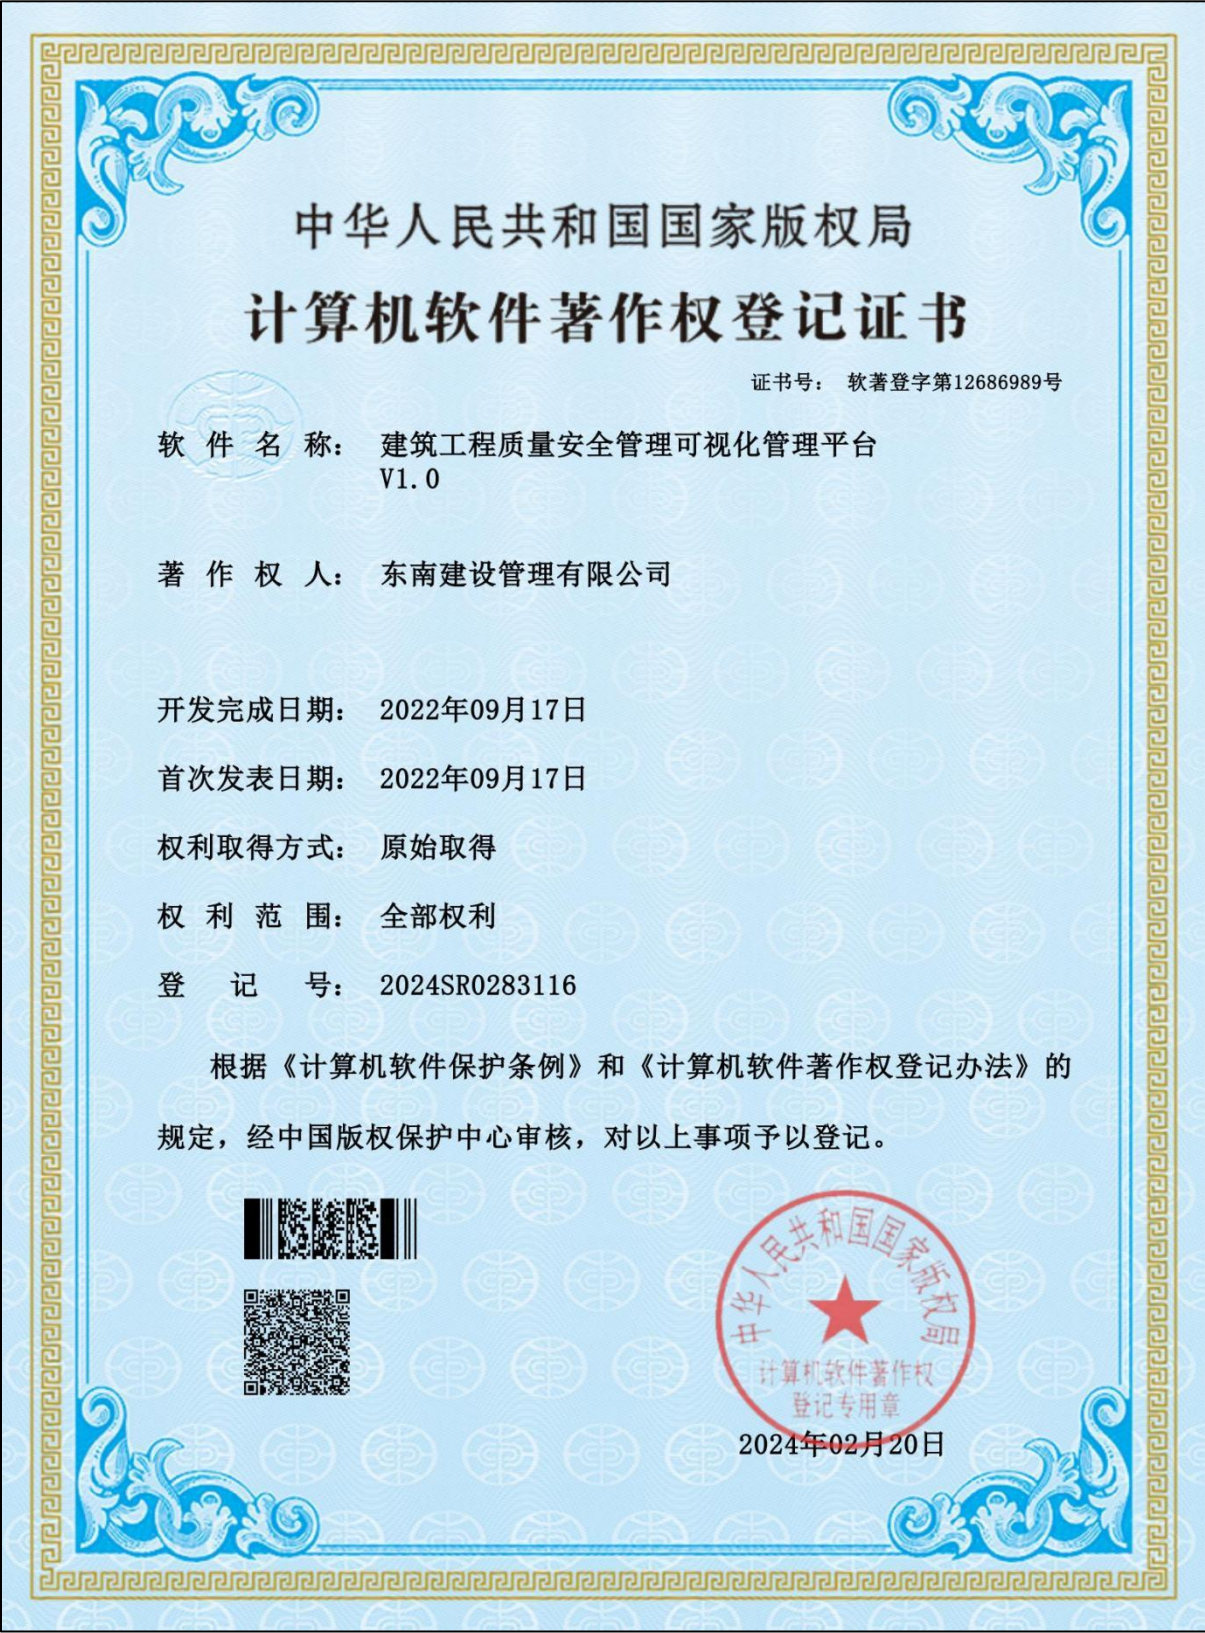 中华人民共和国国家版权局
计算机软件著作权登记证书
证书号： 软著登字第12686989号
软件名称： 建筑工程质量安全管理可视化管理平台
V1.0
著作权人： 东南建设管理有限公司
开发完成日期： 2022年09月17日
首次发表日期： 2022年09月17日
权利取得方式： 原始取得
权利范围： 全部权利
登记号： 2024SR0283116
根据《计算机软件保护条例》和《计算机软件著作权登记办法》的
规定，经中国版权保护中心审核，对以上事项予以登记。
中华人民共和国国家版权局
计算机软件著作权
登记专用章
2024年02月20日